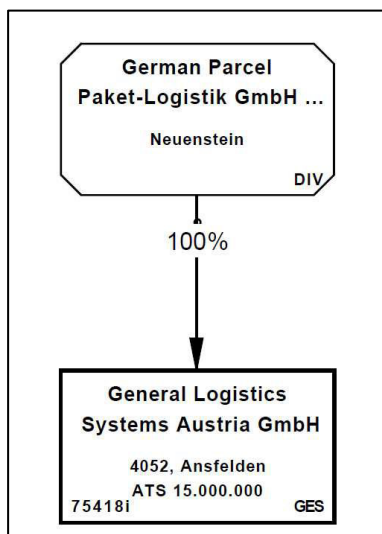 German Parcel
Paket-Logistik GmbH ...
Neuenstein
DIV
100%
General Logistics
Systems Austria GmbH
4052, Ansfelden
ATS 15.000.000
75418i GES